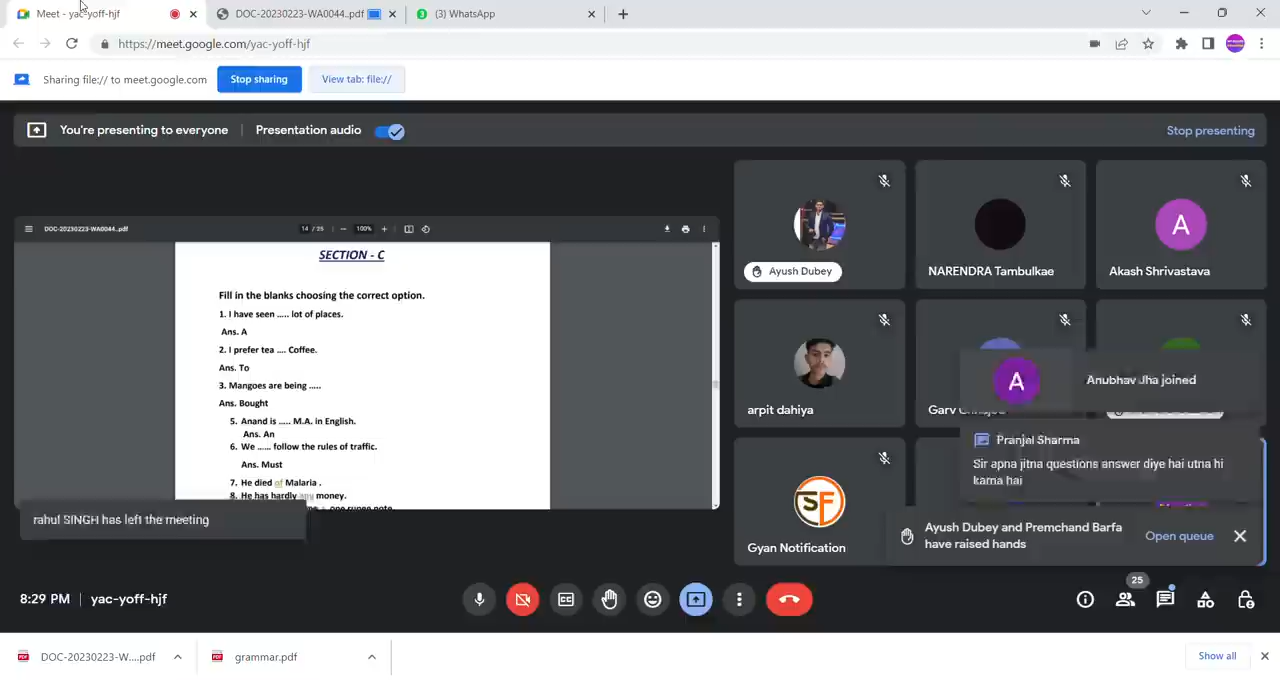 Meet - yac-yoff-hjf
DOC-20230223-WA0044..pdf
(3) WhatsApp
https://meet.google.com/yac-yoff-hjf
Sharing file:// to meet.google.com
Stop sharing
View tab: file://
You're presenting to everyone
Presentation audio
Stop presenting
DOC-20230223-WA0044..pdf
14 / 25
100%
SECTION - C
Fill in the blanks choosing the correct option.
1. I have seen ..... lot of places.
Ans. A
2. I prefer tea .... Coffee.
Ans. To
3. Mangoes are being .....
Ans. Bought
5. Anand is ..... M.A. in English.
Ans. An
6. We ...... follow the rules of traffic.
Ans. Must
7. He died of Malaria .
8. He has hardly any money.
one rupee note.
rahul SINGH has left the meeting
Ayush Dubey
NARENDRA Tambulkae
Akash Shrivastava
arpit dahiya
Garv
A
A
Anubhav Jha joined
Pranjal Sharma
Sir apna jitna questions answer diye hai utna hi
karna hai
SF
Gyan Notification
Ayush Dubey and Premchand Barfa
have raised hands
Open queue
8:29 PM
yac-yoff-hjf
25
DOC-20230223-W....pdf
grammar.pdf
Show all